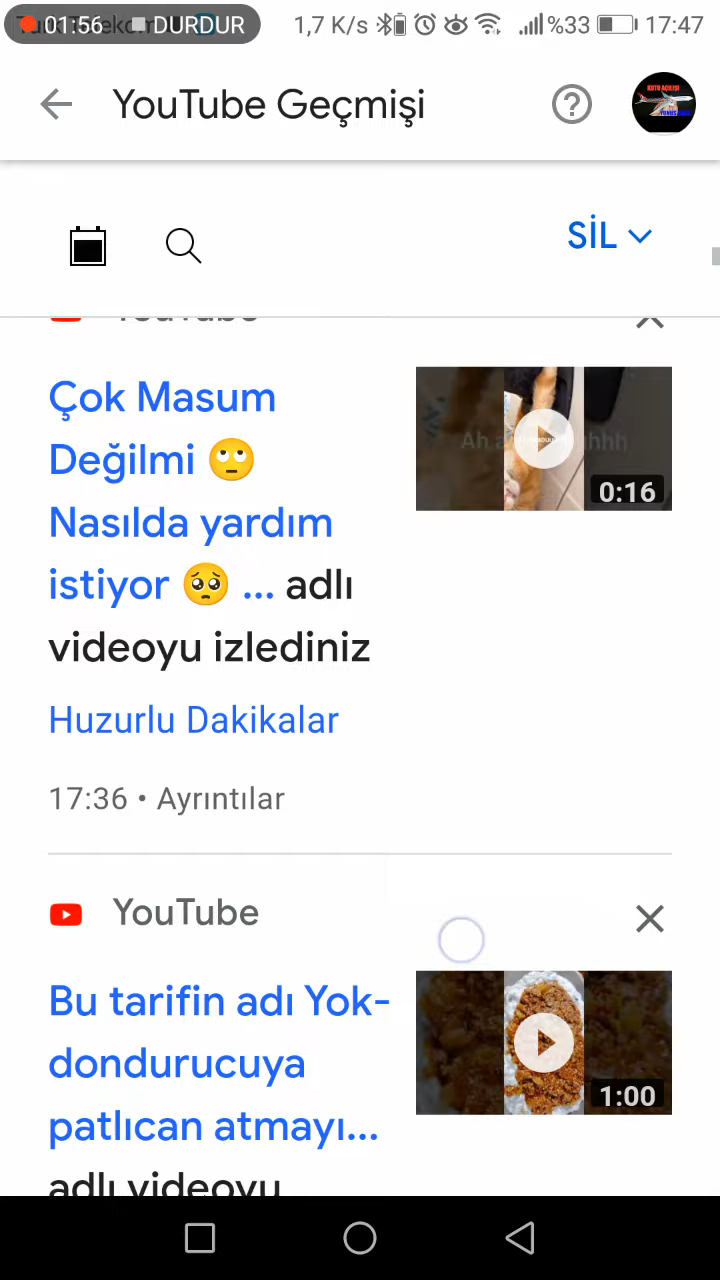 01:56 DURDUR 1,7 K/s %33 17:47
YouTube Geçmişi
SİL
YouTube
Çok Masum
Değilmi 🙄
Nasılda yardım
istiyor 🥺 ... adlı
videoyu izlediniz
0:16
Huzurlu Dakikalar
17:36 • Ayrıntılar
YouTube
Bu tarifin adı Yok-
dondurucuya
patlıcan atmayı...
adlı videoyu
1:00